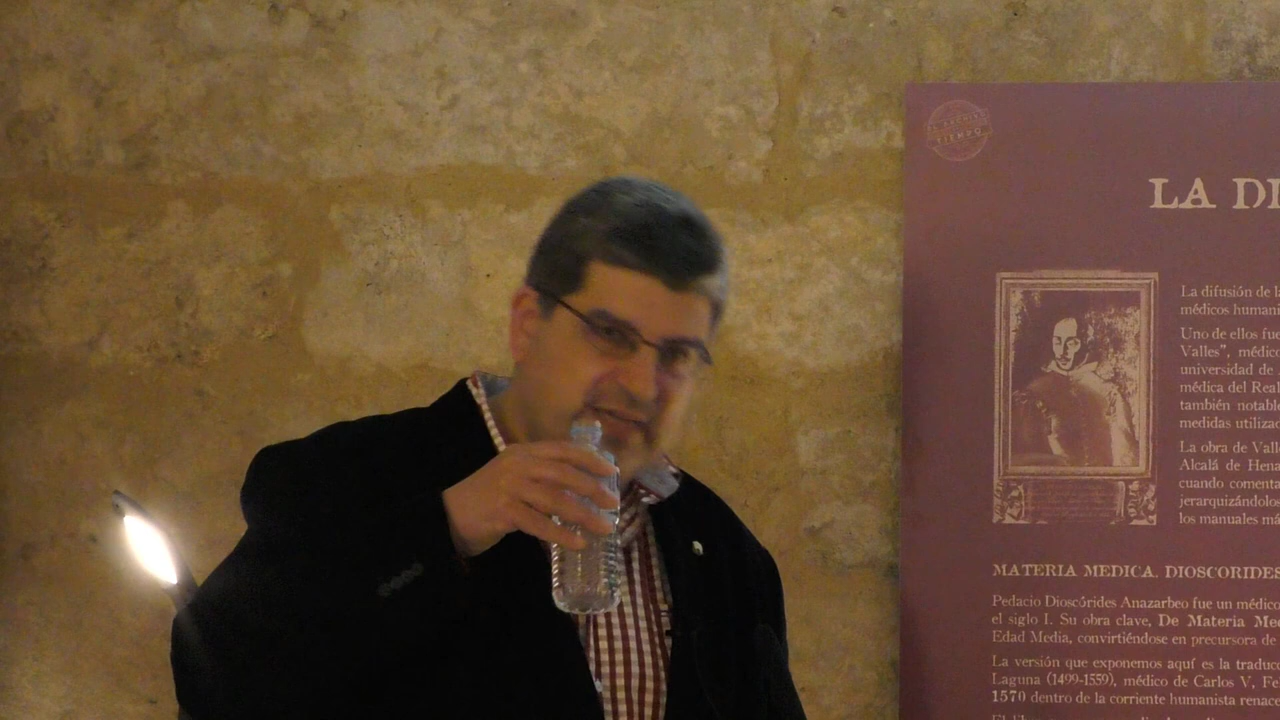 TIEMPO
LA DI
La difusión de
médicos humani
Uno de ellos fue
Valles”, médico
universidad de
médica del Real
también notabl
medidas utiliza
La obra de Vall
Alcalá de Hena
cuando comenta
jerarquizándolos
los manuales má
MATERIA MEDICA. DIOSCORIDES
Pedacio Dioscórides Anazarbeo fue un médico
el siglo I. Su obra clave, De Materia Med
Edad Media, convirtiéndose en precursora de
La versión que exponemos aquí es la traducc
Laguna (1499-1559), médico de Carlos V, Fe
1570 dentro de la corriente humanista renac